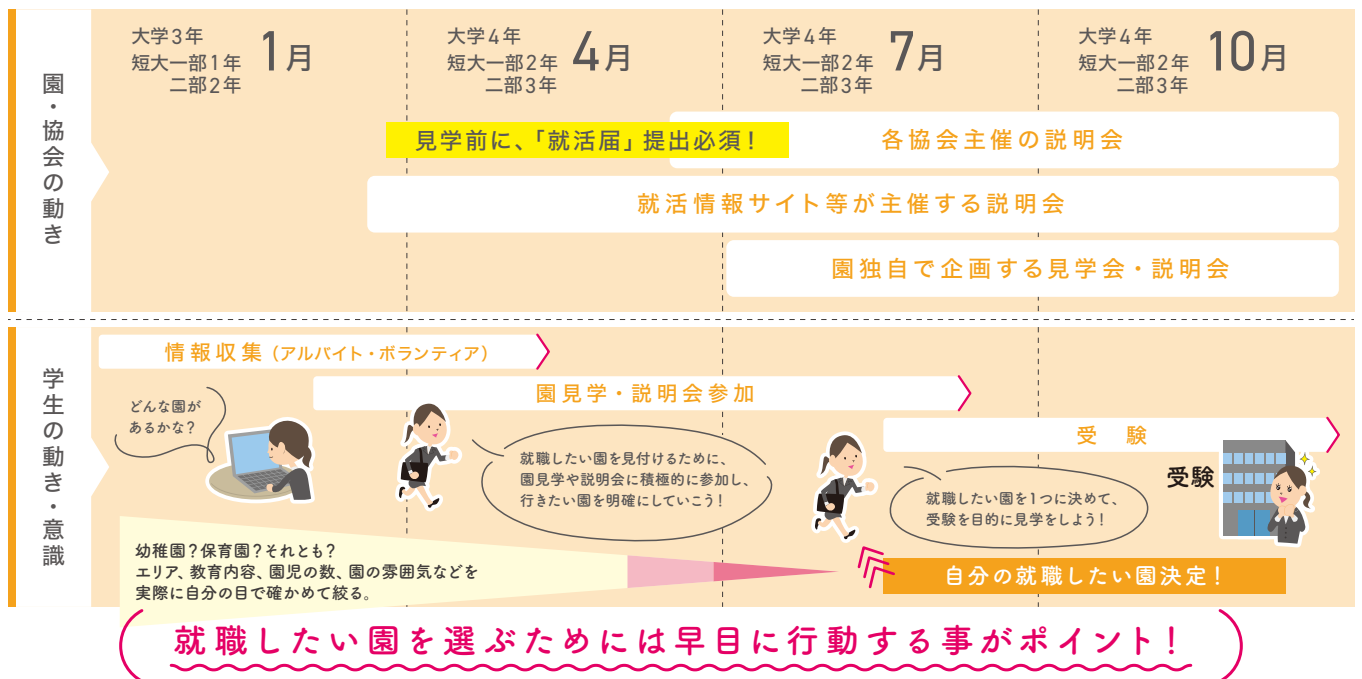 園・協会の動き
大学3年
短大一部1年
二部2年
1月
大学4年
短大一部2年
二部3年
4月
大学4年
短大一部2年
二部3年
7月
大学4年
短大一部2年
二部3年
10月
見学前に、「就活届」提出必須！
各協会主催の説明会
就活情報サイト等が主催する説明会
園独自で企画する見学会・説明会
学生の動き・意識
情報収集（アルバイト・ボランティア）
園見学・説明会参加
受　験
どんな園が
あるかな？
就職したい園を見付けるために、
園見学や説明会に積極的に参加し、
行きたい園を明確にしていこう！
受験
就職したい園を1つに決めて、
受験を目的に見学をしよう！
幼稚園？保育園？それとも？
エリア、教育内容、園児の数、園の雰囲気などを
実際に自分の目で確かめて絞る。
自分の就職したい園決定！
就職したい園を選ぶためには早目に行動する事がポイント！